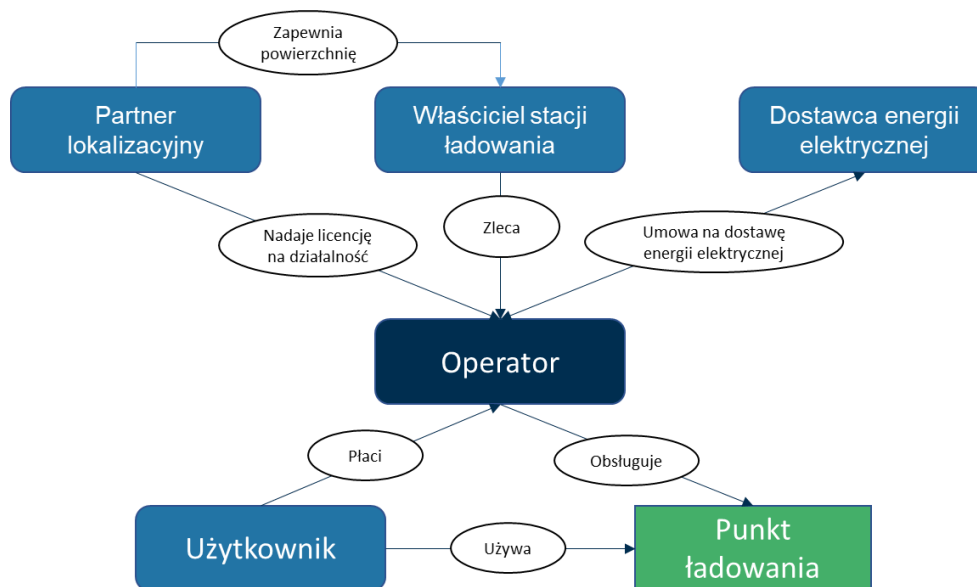 Zapewnia
powierzchnię
Partner
lokalizacyjny
Właściciel stacji
ładowania
Dostawca energii
elektrycznej
Nadaje licencję
na działalność
Zleca
Umowa na dostawę
energii elektrycznej
Operator
Płaci
Obsługuje
Użytkownik
Używa
Punkt
ładowania